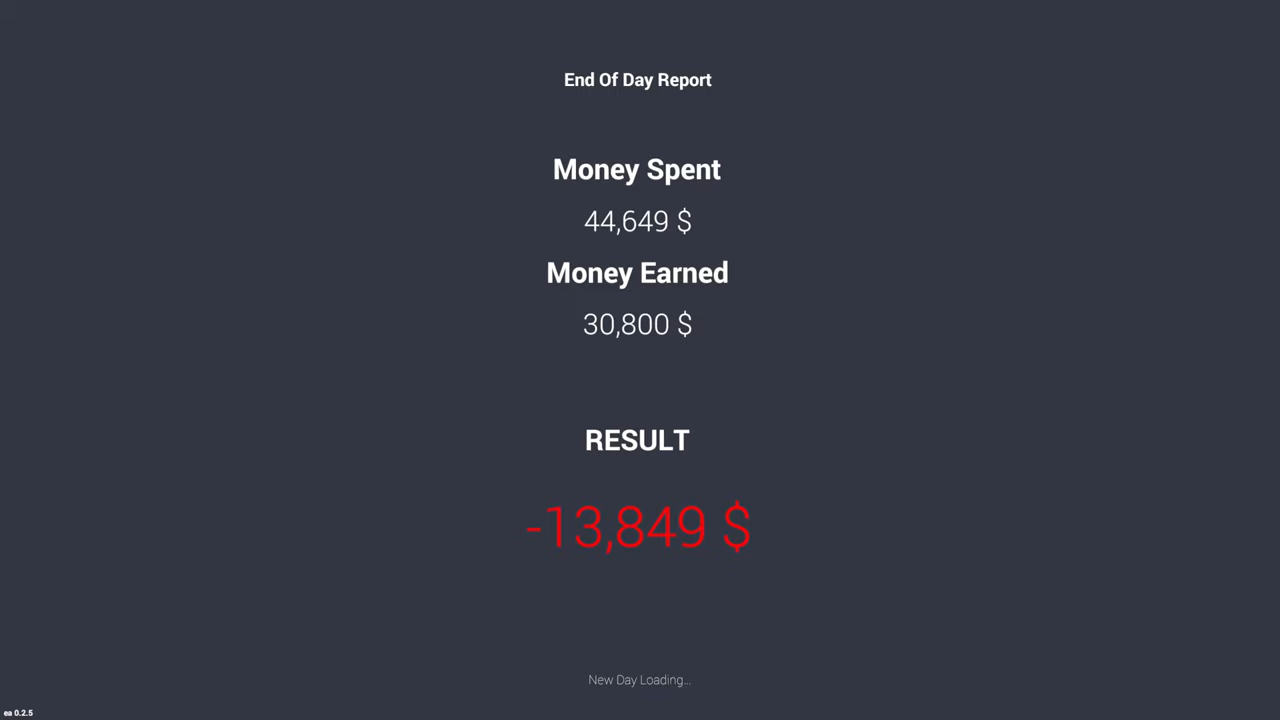 End Of Day Report
Money Spent
44,649 $
Money Earned
30,800 $
RESULT
-13,849 $
New Day Loading...
ea 0.2.5